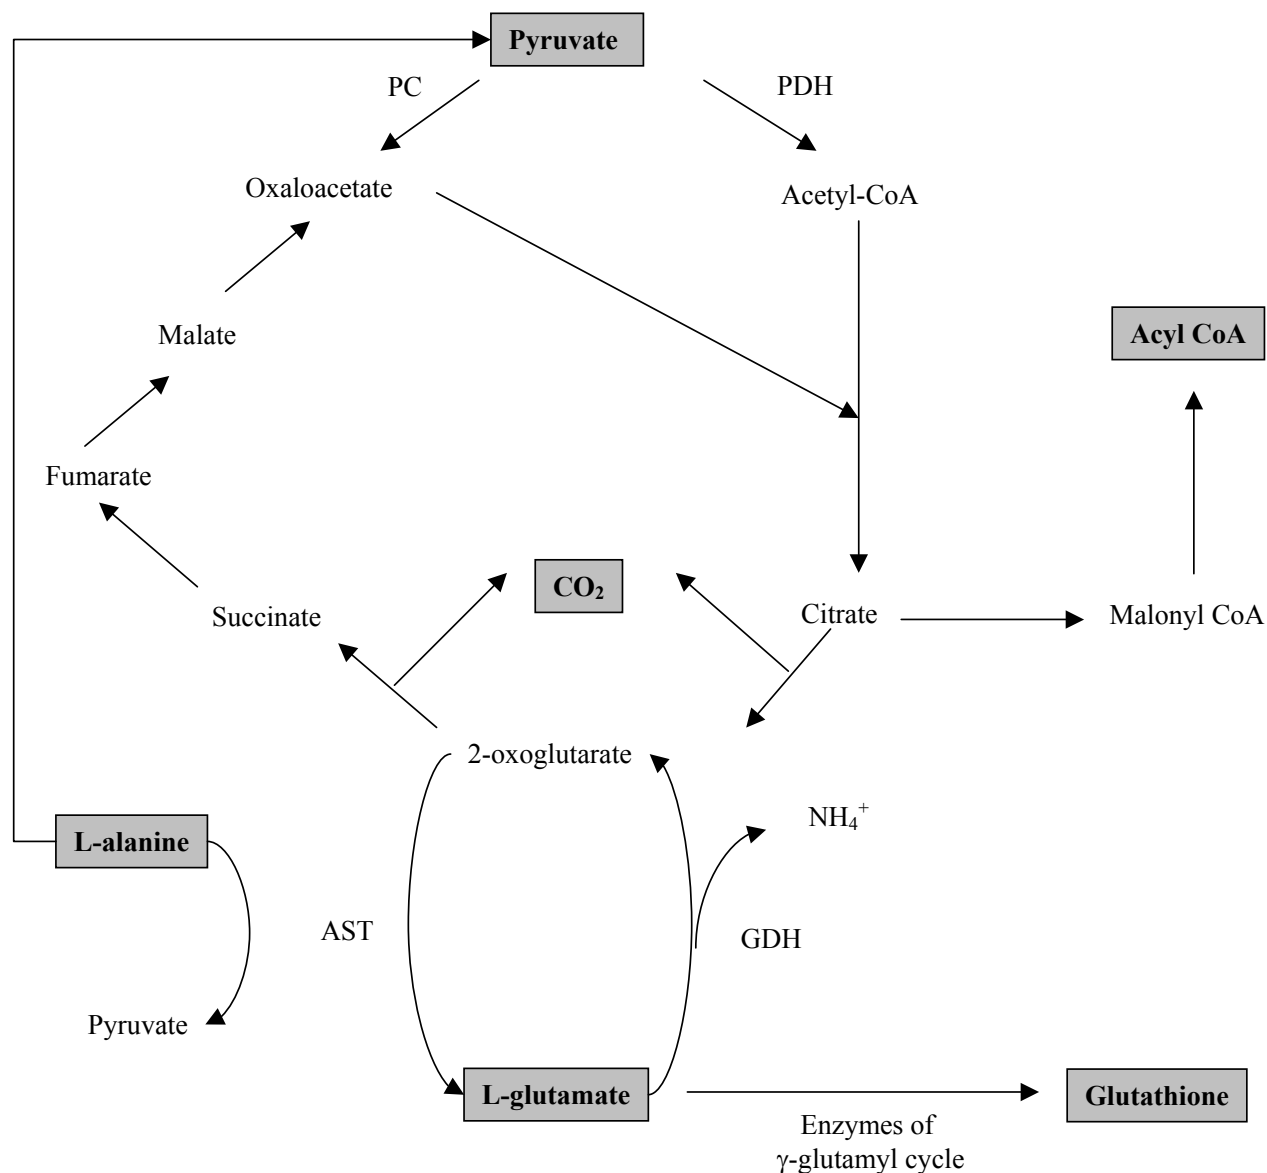 Pyruvate
PC
PDH
Oxaloacetate
Acetyl-CoA
Malate
Acyl CoA
Fumarate
CO₂
Succinate
Citrate
Malonyl CoA
2-oxoglutarate
NH₄⁺
L-alanine
AST
GDH
Pyruvate
L-glutamate
Glutathione
Enzymes of
γ-glutamyl cycle